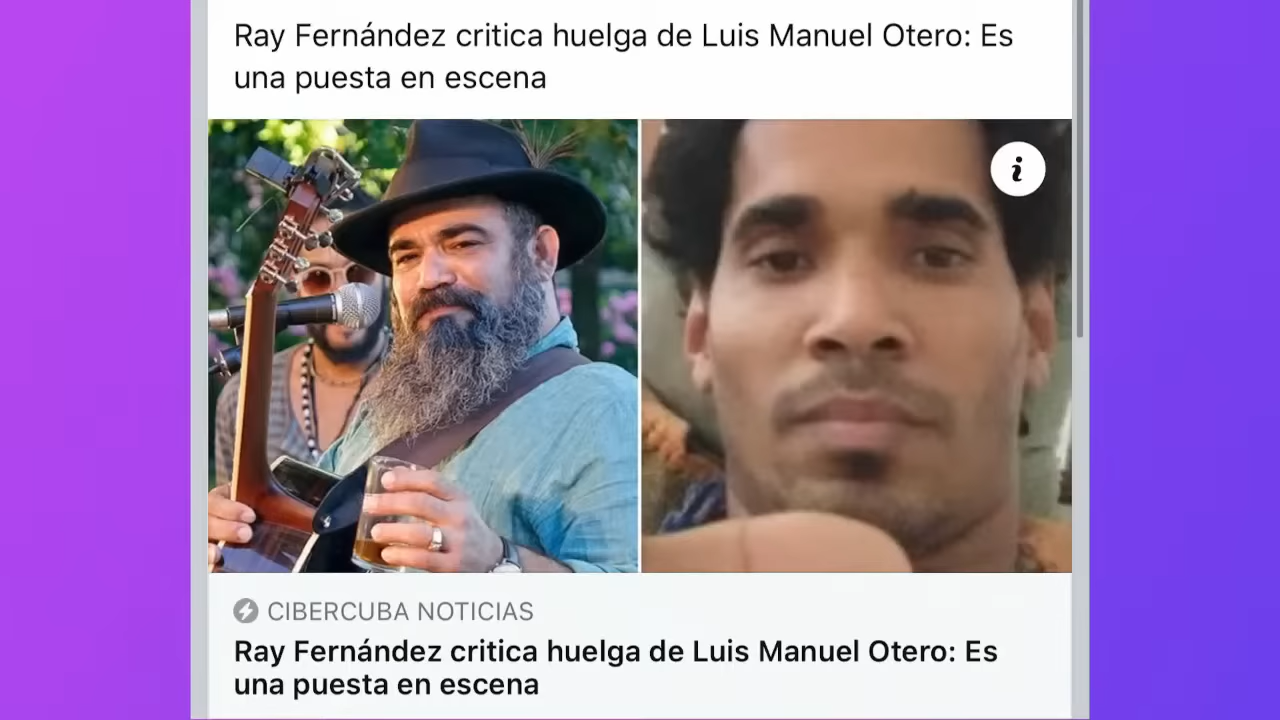 Ray Fernández critica huelga de Luis Manuel Otero: Es
una puesta en escena
i
CIBERCUBA NOTICIAS
Ray Fernández critica huelga de Luis Manuel Otero: Es
una puesta en escena